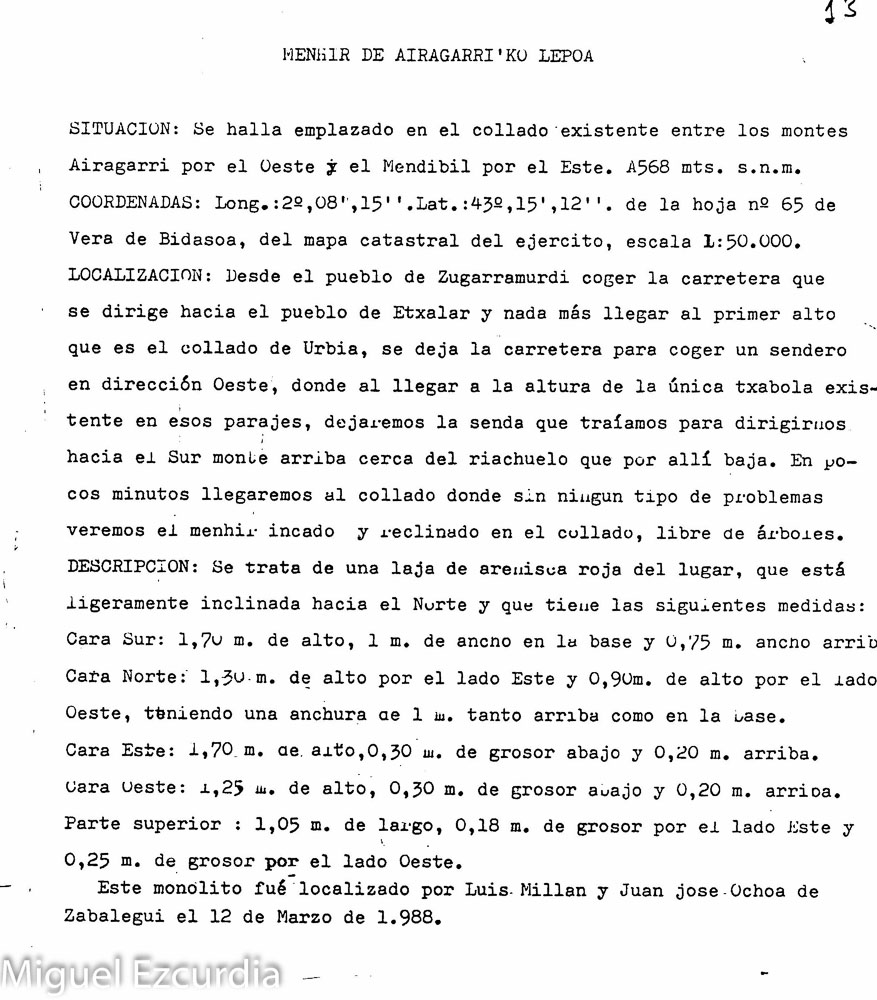 13
MENHIR DE AIRAGARRI'KO LEPOA
SITUACION: Se halla emplazado en el collado existente entre los montes
Airagarri por el Oeste y el Mendibil por el Este. A568 mts. s.n.m.
COORDENADAS: Long.:2º,08',15''.Lat.:43º,15',12''. de la hoja nº 65 de
Vera de Bidasoa, del mapa catastral del ejercito, escala 1:50.000.
LOCALIZACION: Desde el pueblo de Zugarramurdi coger la carretera que
se dirige hacia el pueblo de Etxalar y nada más llegar al primer alto
que es el collado de Urbia, se deja la carretera para coger un sendero
en dirección Oeste, donde al llegar a la altura de la única txabola exis-
tente en esos parajes, dejaremos la senda que traíamos para dirigirnos
hacia el Sur monte arriba cerca del riachuelo que por allí baja. En po-
cos minutos llegaremos al collado donde sin ningun tipo de problemas
veremos el menhir incado y reclinado en el collado, libre de árboles.
DESCRIPCION: Se trata de una laja de arenisca roja del lugar, que está
ligeramente inclinada hacia el Norte y que tiene las siguientes medidas:
Cara Sur: 1,70 m. de alto, 1 m. de ancho en la base y 0,75 m. ancho arrib
Cara Norte: 1,30 m. de alto por el lado Este y 0,90m. de alto por el lado
Oeste, teniendo una anchura de 1 m. tanto arriba como en la base.
Cara Este: 1,70 m. de alto,0,30 m. de grosor abajo y 0,20 m. arriba.
Cara Oeste: 1,25 m. de alto, 0,30 m. de grosor abajo y 0,20 m. arriba.
Parte superior : 1,05 m. de largo, 0,18 m. de grosor por el lado Este y
0,25 m. de grosor por el lado Oeste.
Este monolito fué localizado por Luis Millan y Juan jose Ochoa de
Zabalegui el 12 de Marzo de 1.988.
Miguel Ezcurdia